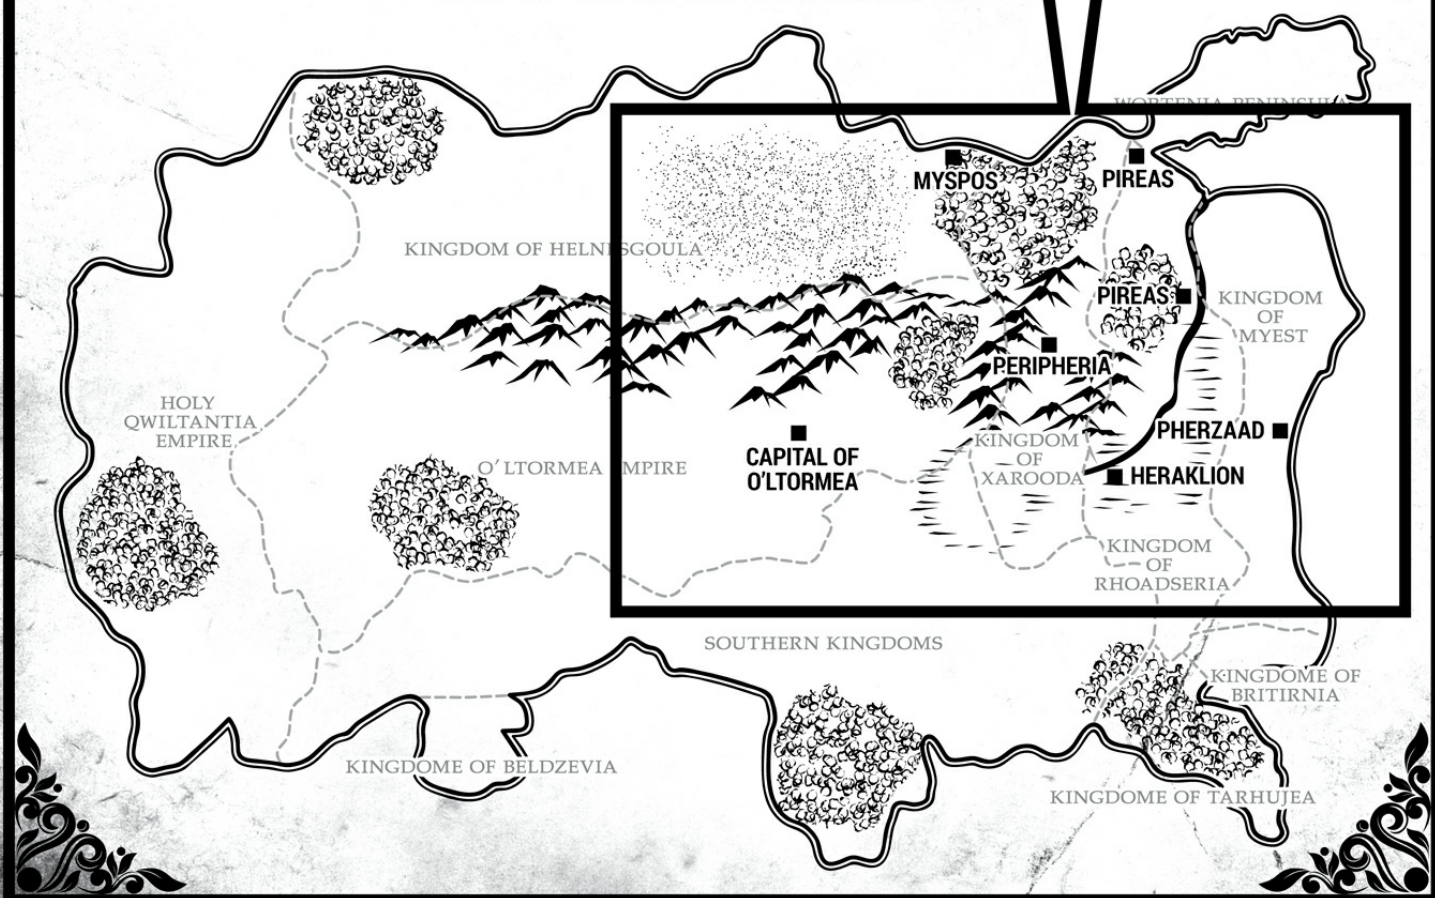 WORTENIA PENINSULA
MYSPOS
PIREAS
KINGDOM OF HELNESGOULA
PIREAS
KINGDOM
OF
MYEST
PERIPHERIA
HOLY
QWILTANTIA
EMPIRE
PHERZAAD
CAPITAL OF
O'LTORMEA
O'LTORMEA EMPIRE
KINGDOM
OF
XAROODA
HERAKLION
KINGDOM
OF
RHOADSERIA
SOUTHERN KINGDOMS
KINGDOME OF
BRITIRNIA
KINGDOME OF BELDZEVIA
KINGDOME OF TARHUJEA